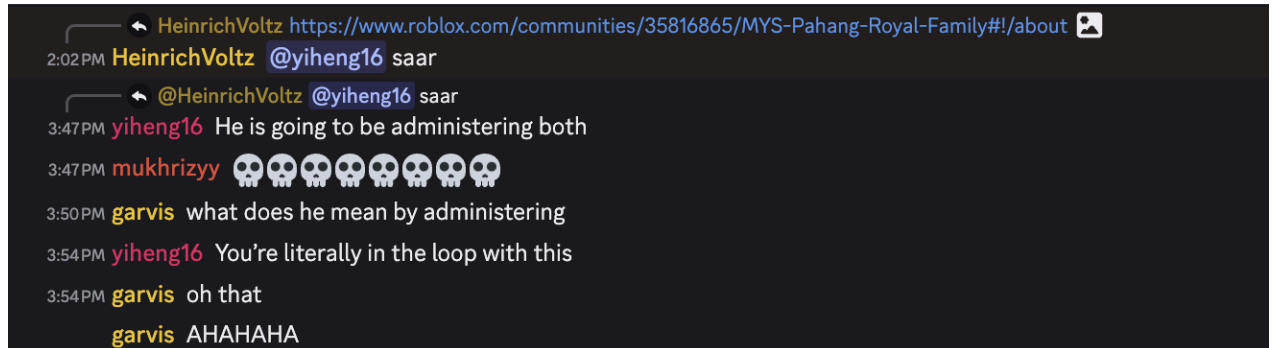 HeinrichVoltz https://www.roblox.com/communities/35816865/MYS-Pahang-Royal-Family#!/about
2:02 PM HeinrichVoltz @yiheng16 saar
@HeinrichVoltz @yiheng16 saar
3:47 PM yiheng16 He is going to be administering both
3:47 PM mukhrizyy 💀💀💀💀💀💀💀💀
3:50 PM garvis what does he mean by administering
3:54 PM yiheng16 You’re literally in the loop with this
3:54 PM garvis oh that
garvis AHAHAHA